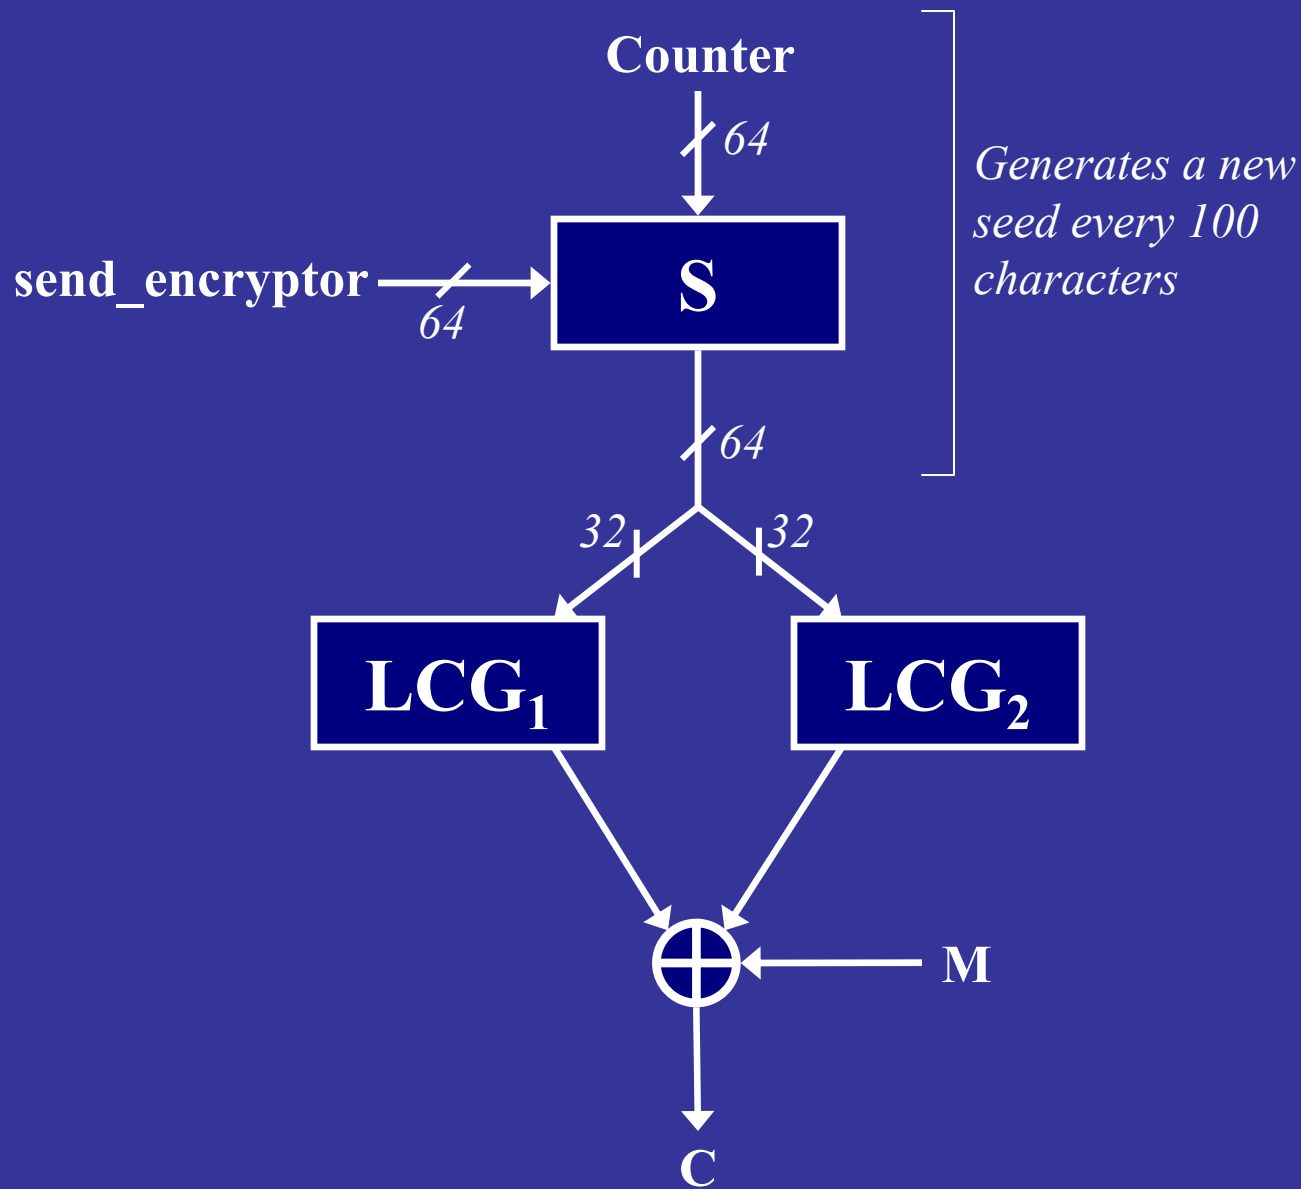 Counter
64
Generates a new
seed every 100
characters
send_encryptor
64
S
64
32
32
LCG₁
LCG₂
M
C